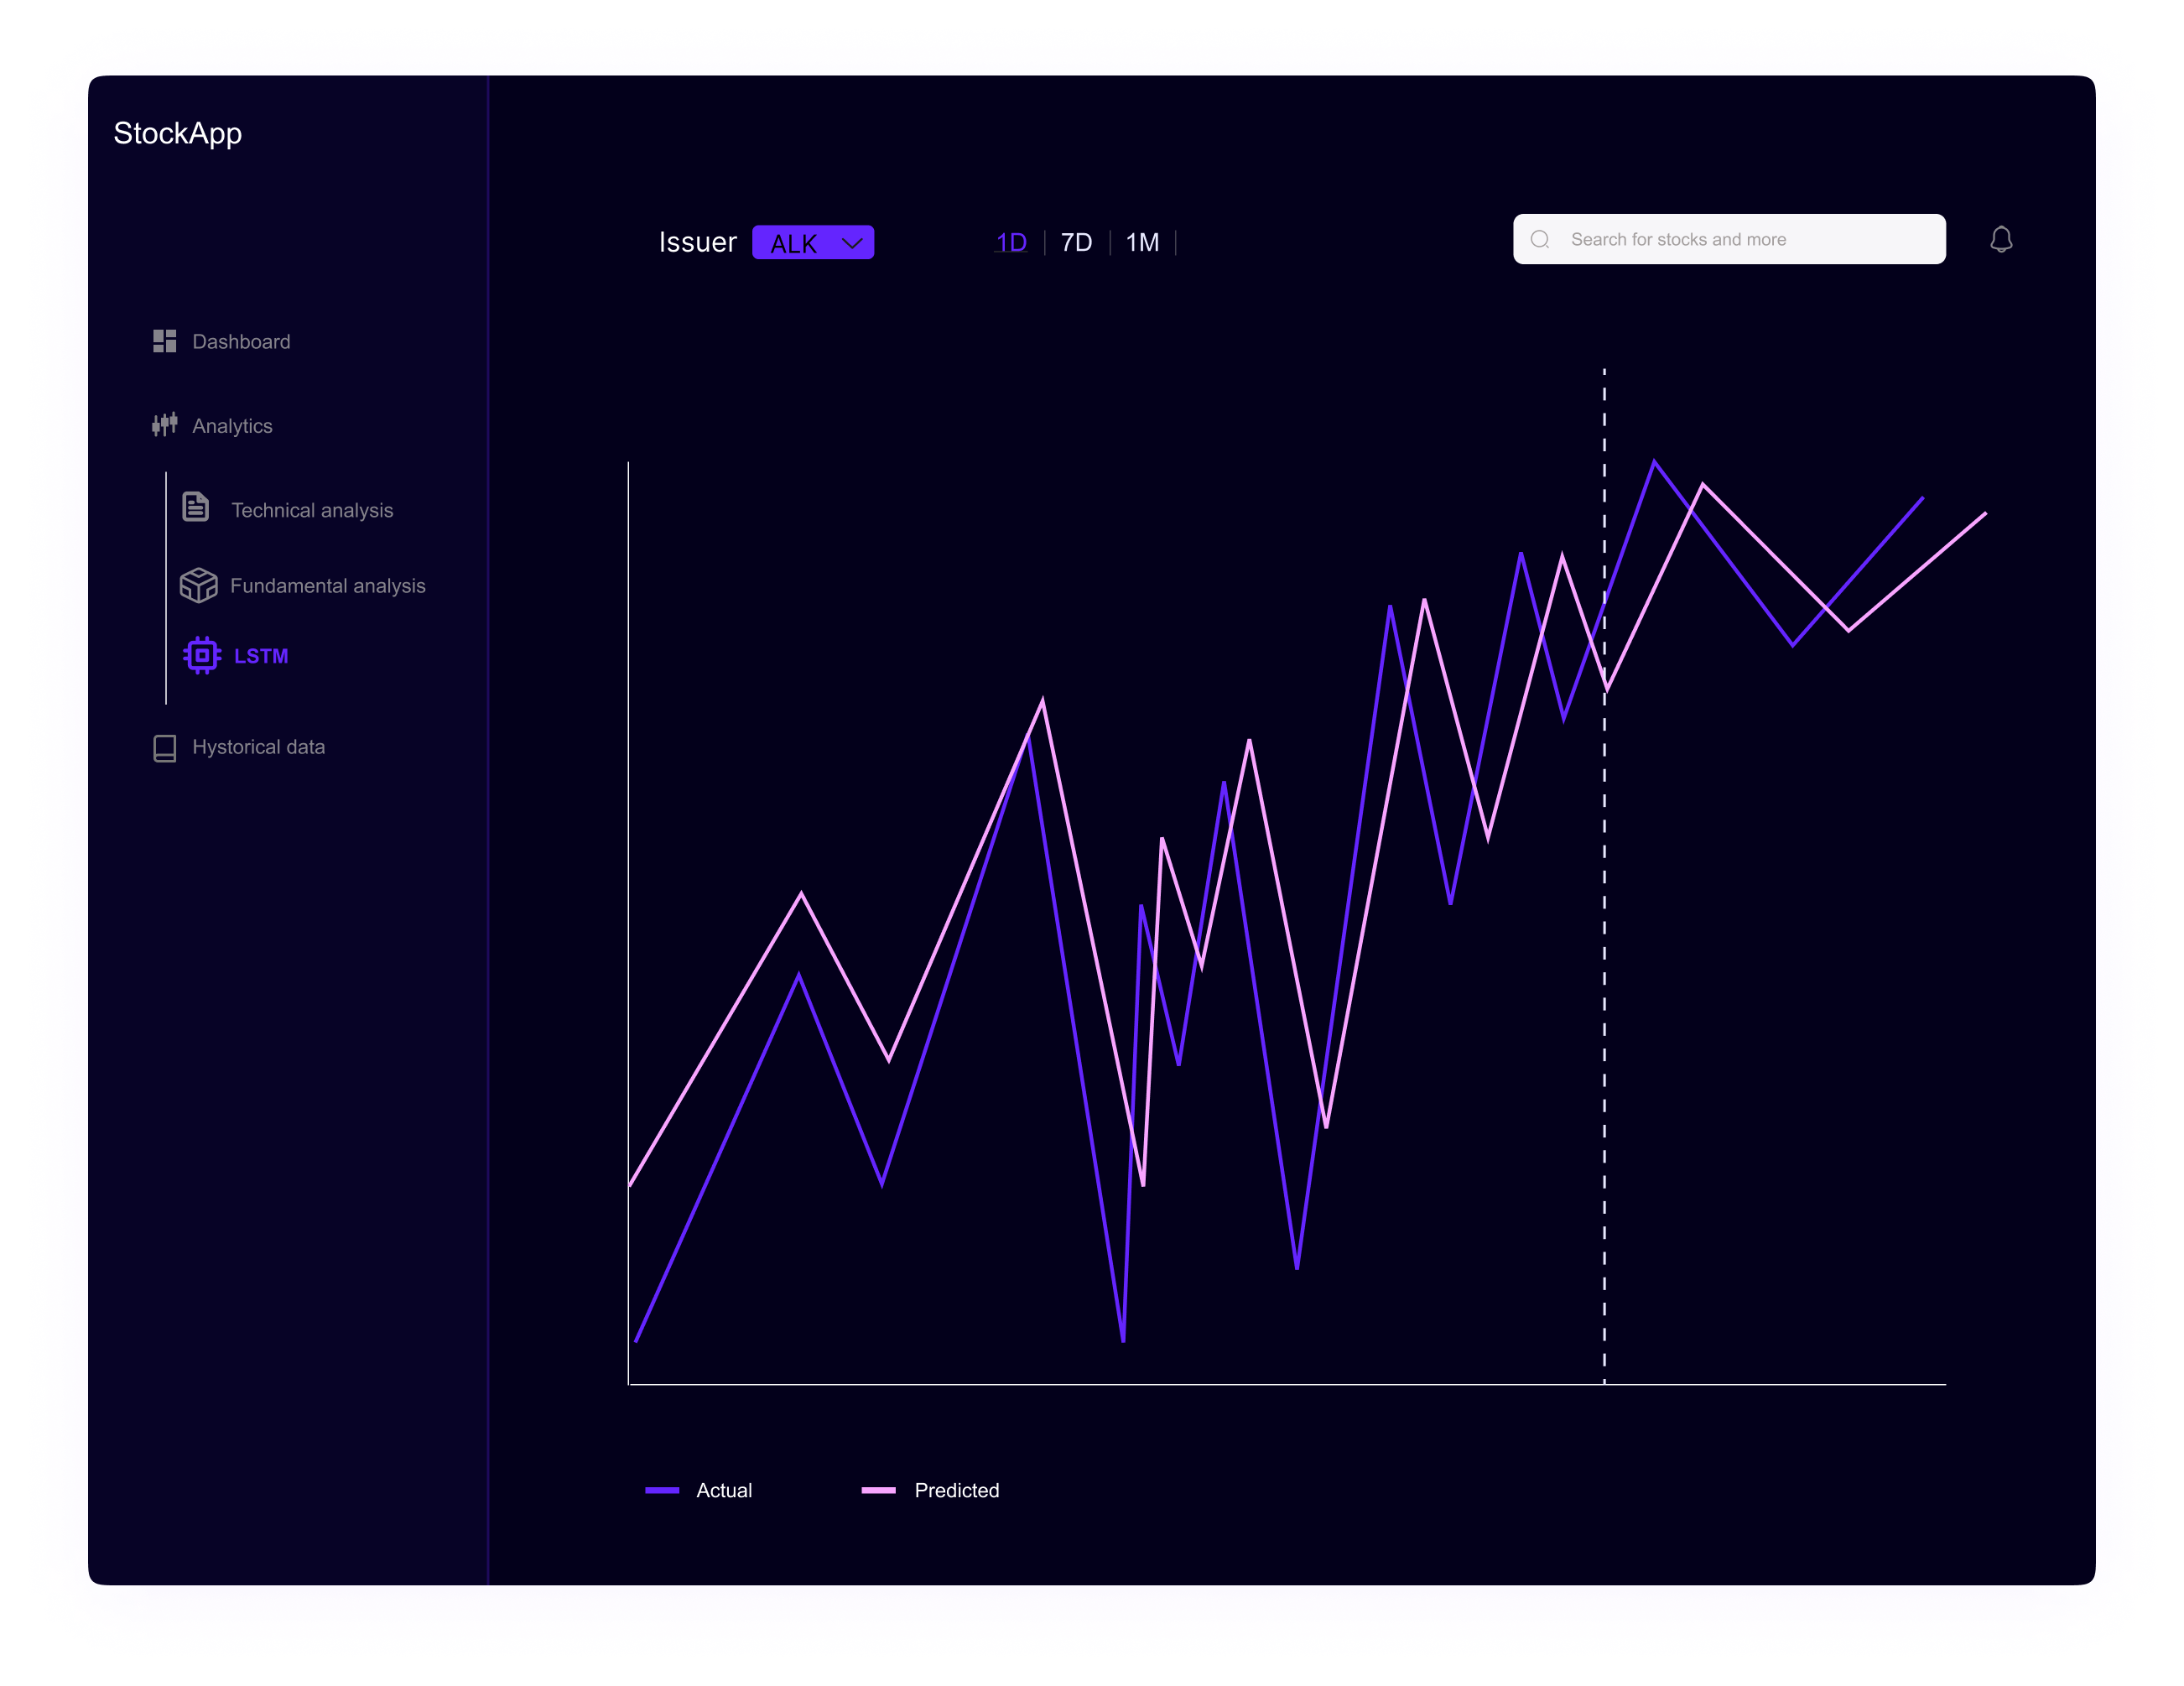 StockApp
Issuer ALK 1D 7D 1M Search for stocks and more
Dashboard
Analytics
Technical analysis
Fundamental analysis
LSTM
Hystorical data
Actual Predicted